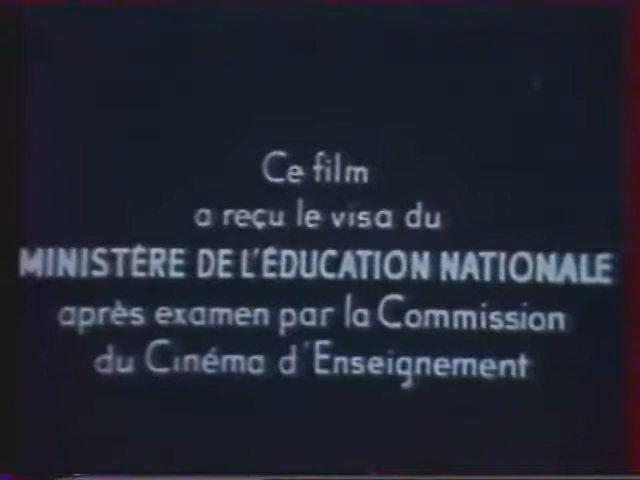 Ce film
a reçu le visa du
MINISTÈRE DE L'ÉDUCATION NATIONALE
après examen par la Commission
du Cinéma d'Enseignement